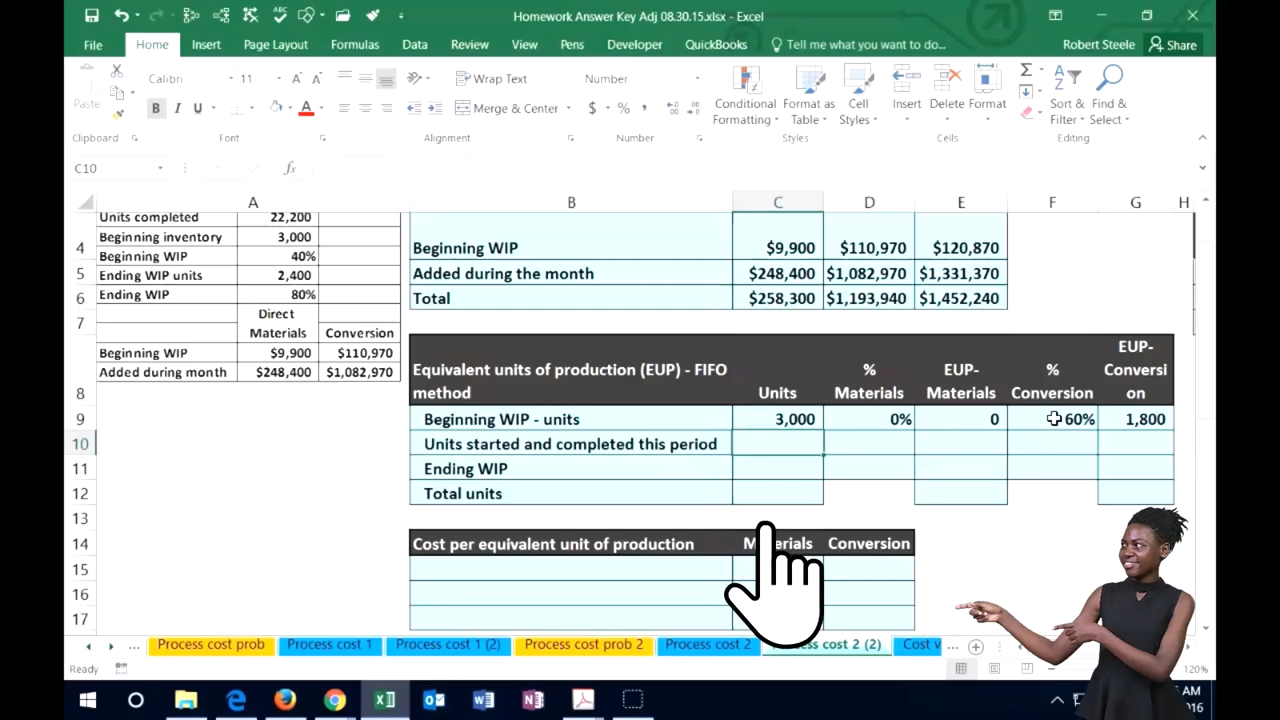 Homework Answer Key Adj 08.30.15.xlsx - Excel
File Home Insert Page Layout Formulas Data Review View Pens Developer QuickBooks Tell me what you want to do... Robert Steele Share
Calibri 11 Wrap Text Number
Paste B I U A Merge & Center $ % , Conditional Formatting Format as Table Cell Styles Insert Delete Format Sort & Filter Find & Select
Clipboard Font Alignment Number Styles Cells Editing
C10 fx
A B C D E F G H
Units completed 22,200
Beginning inventory 3,000
Beginning WIP 40%
Ending WIP units 2,400
Ending WIP 80%
Direct
Materials Conversion
Beginning WIP $9,900 $110,970
Added during month $248,400 $1,082,970
4 Beginning WIP $9,900 $110,970 $120,870
5 Added during the month $248,400 $1,082,970 $1,331,370
6 Total $258,300 $1,193,940 $1,452,240
7
EUP-
Equivalent units of production (EUP) - FIFO % EUP- % Conversi
8 method Units Materials Materials Conversion on
9 Beginning WIP - units 3,000 0% 0 60% 1,800
10 Units started and completed this period
11 Ending WIP
12 Total units
13
14 Cost per equivalent unit of production Conversion
15
16
17
... Process cost prob Process cost 1 Process cost 1 (2) Process cost prob 2 Process cost 2 cost 2 (2) Cost v ...
Ready 120%
AM